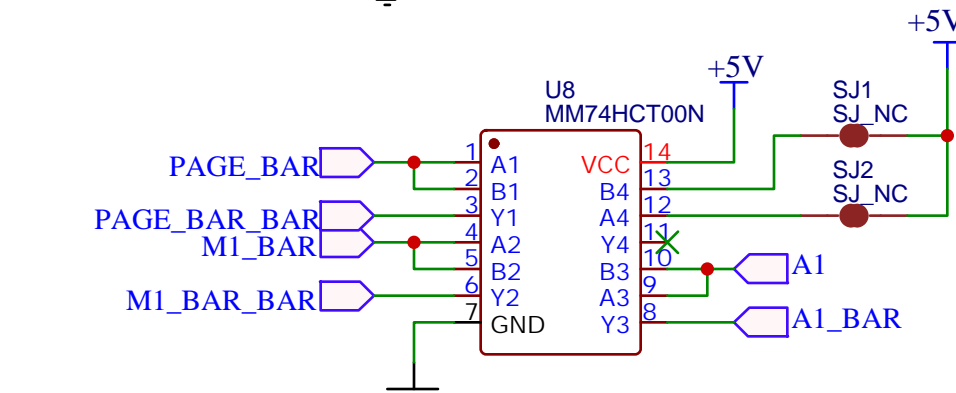 +5V
+5V
U8
MM74HCT00N
SJ1
SJ_NC
PAGE_BAR 1 A1 VCC 14
2 B1 B4 13
SJ2
SJ_NC
PAGE_BAR_BAR 3 Y1 A4 12
M1_BAR 4 A2 Y4 11
5 B2 B3 10 A1
M1_BAR_BAR 6 Y2 A3 9
7 GND Y3 8 A1_BAR